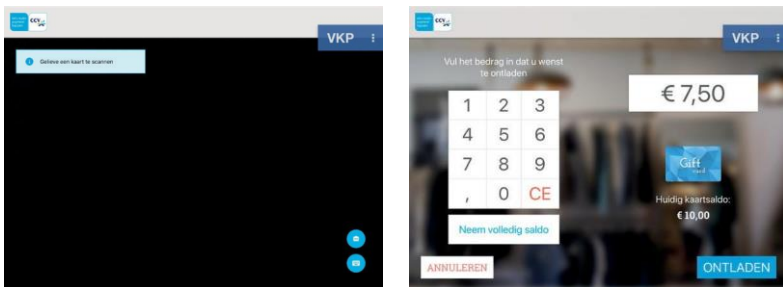 CCV
VKP
Gelieve een kaart te scannen
CCV
VKP
Vul het bedrag in dat u wenst
te ontladen
€ 7,50
1 2 3
4 5 6
7 8 9
, 0 CE
Gift
card
Huidig kaartsaldo:
€ 10,00
Neem volledig saldo
ANNULEREN
ONTLADEN